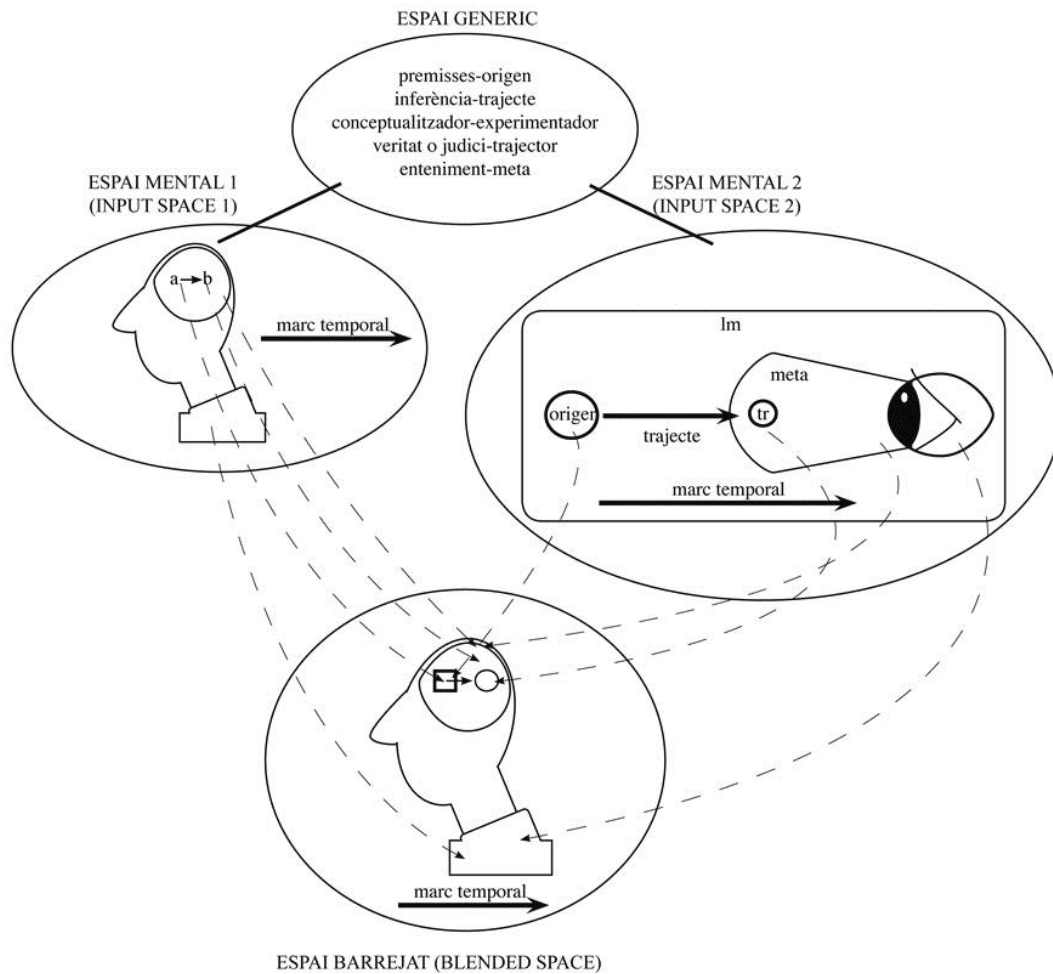 ESPAI GENERIC
premisses-origen
inferència-trajecte
conceptualitzador-experimentador
veritat o judici-trajector
enteniment-meta
ESPAI MENTAL 1
(INPUT SPACE 1)
a b
marc temporal
ESPAI MENTAL 2
(INPUT SPACE 2)
lm
meta
origer
tr
trajecte
marc temporal
marc temporal
ESPAI BARREJAT (BLENDED SPACE)